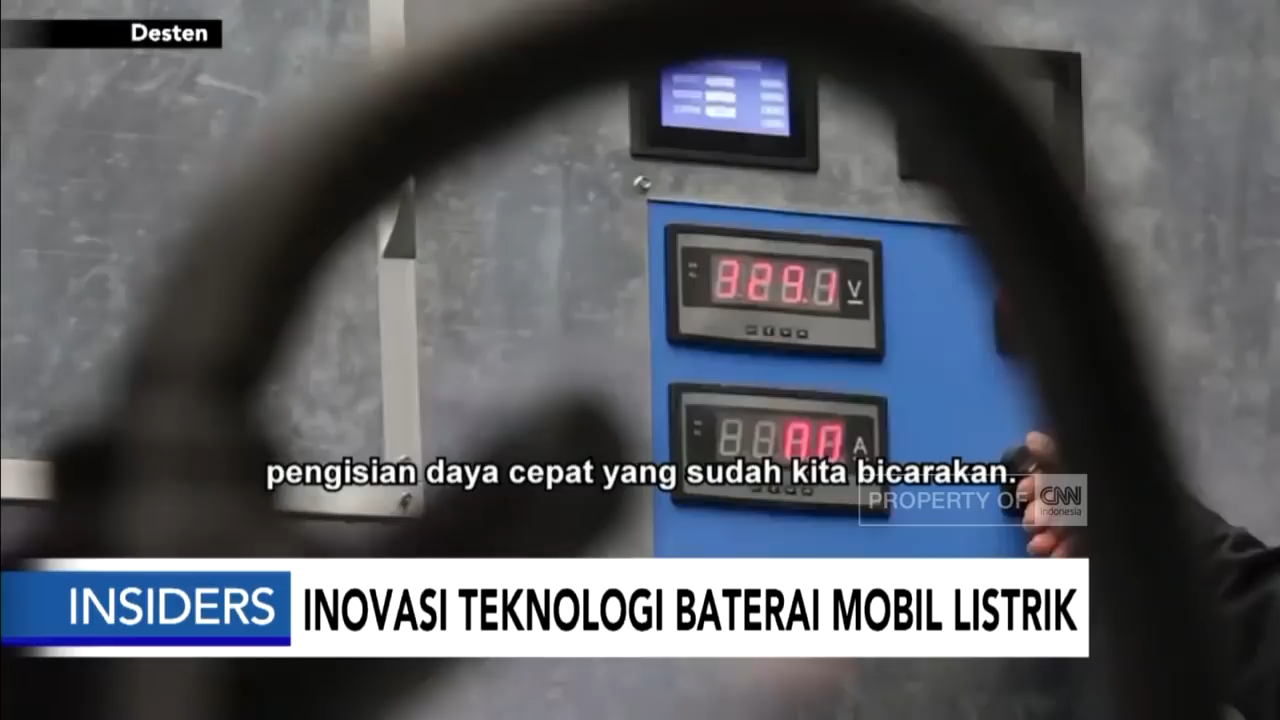 Desten
V
A
pengisian daya cepat yang sudah kita bicarakan.
PROPERTY OF CNN Indonesia
INSIDERS INOVASI TEKNOLOGI BATERAI MOBIL LISTRIK